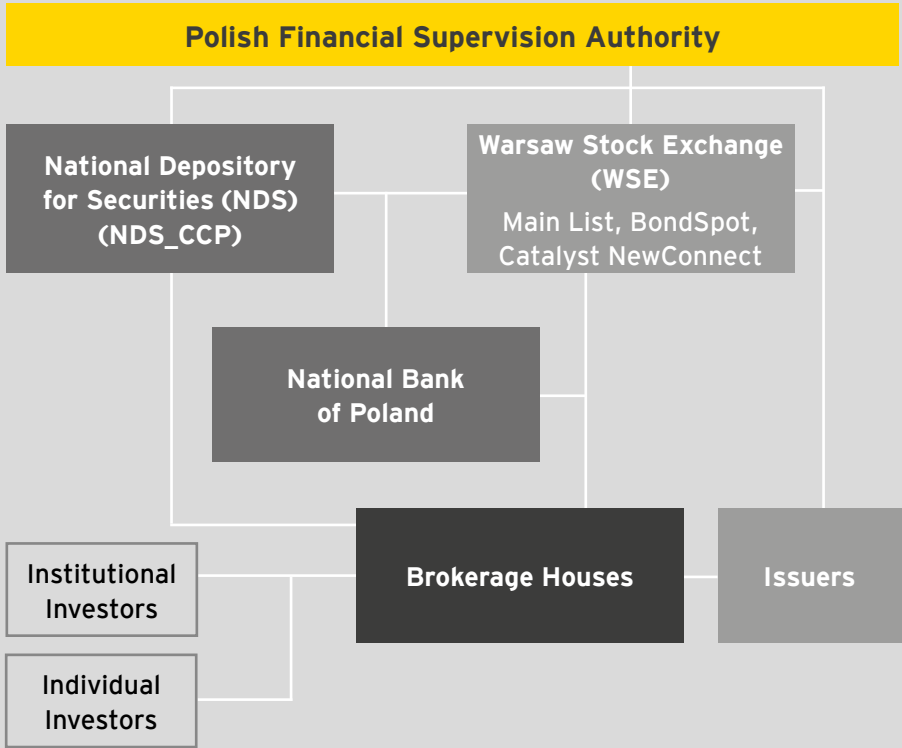 Polish Financial Supervision Authority
National Depository
for Securities (NDS)
(NDS_CCP)
Warsaw Stock Exchange
(WSE)
Main List, BondSpot,
Catalyst NewConnect
National Bank
of Poland
Institutional
Investors
Brokerage Houses
Issuers
Individual
Investors